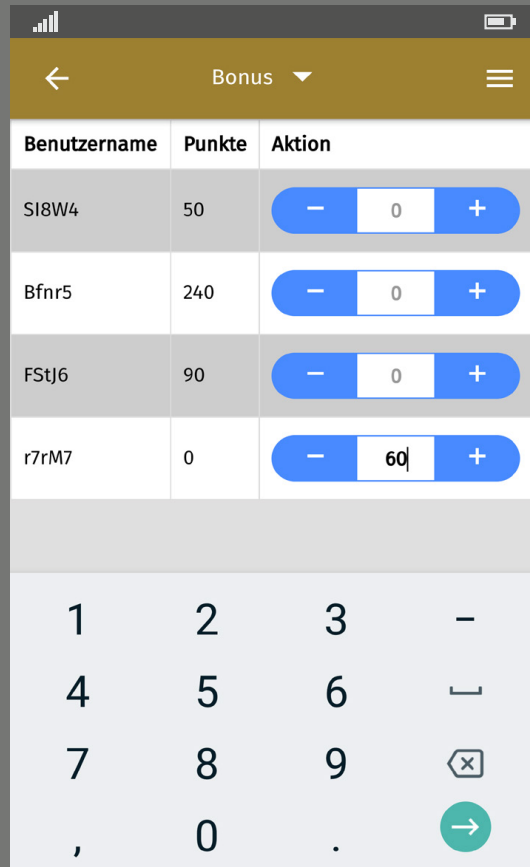 Bonus
Benutzername Punkte Aktion
SI8W4 50 − 0 +
Bfnr5 240 − 0 +
FStJ6 90 − 0 +
r7rM7 0 − 60 +
1 2 3 −
4 5 6
7 8 9
, 0 .